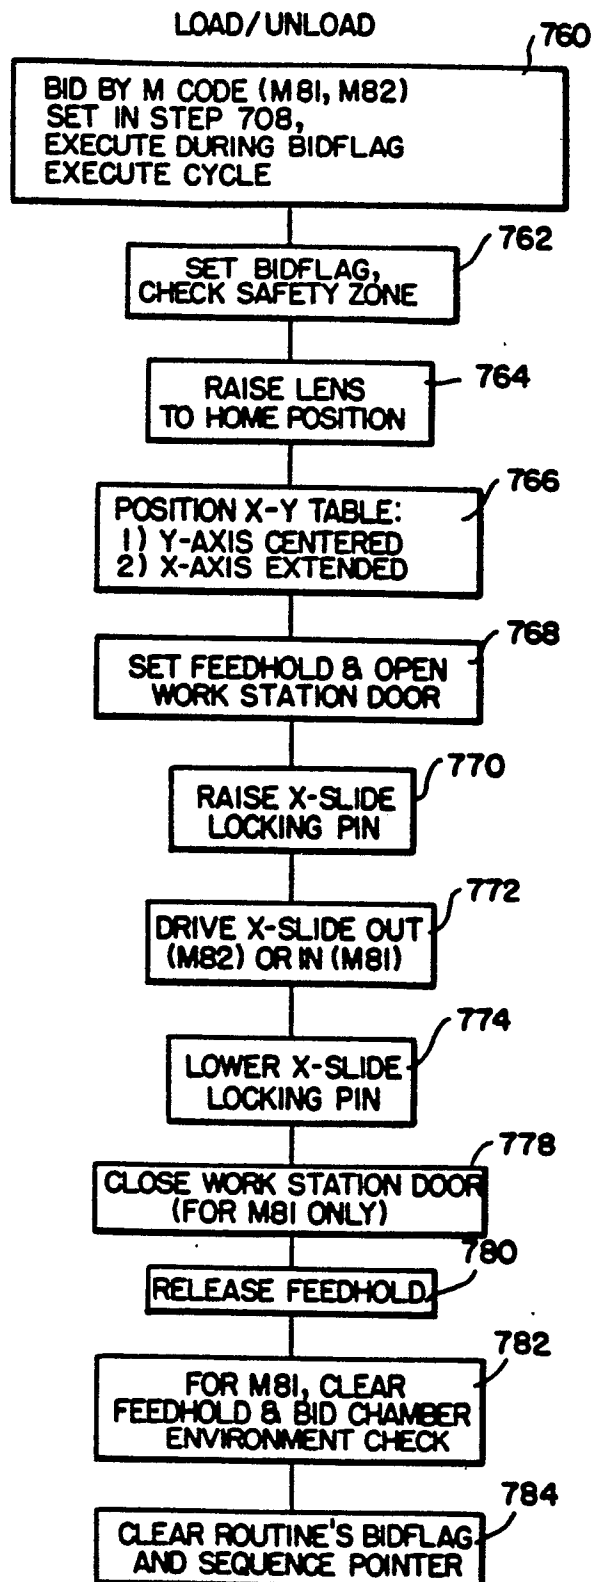 LOAD/UNLOAD
760
BID BY M CODE (M81, M82)
SET IN STEP 708,
EXECUTE DURING BIDFLAG
EXECUTE CYCLE
762
SET BIDFLAG,
CHECK SAFETY ZONE
764
RAISE LENS
TO HOME POSITION
766
POSITION X-Y TABLE:
1) Y-AXIS CENTERED
2) X-AXIS EXTENDED
768
SET FEEDHOLD & OPEN
WORK STATION DOOR
770
RAISE X-SLIDE
LOCKING PIN
772
DRIVE X-SLIDE OUT
(M82) OR IN (M81)
774
LOWER X-SLIDE
LOCKING PIN
778
CLOSE WORK STATION DOOR
(FOR M81 ONLY)
780
RELEASE FEEDHOLD
782
FOR M81, CLEAR
FEEDHOLD & BID CHAMBER
ENVIRONMENT CHECK
784
CLEAR ROUTINE'S BIDFLAG
AND SEQUENCE POINTER